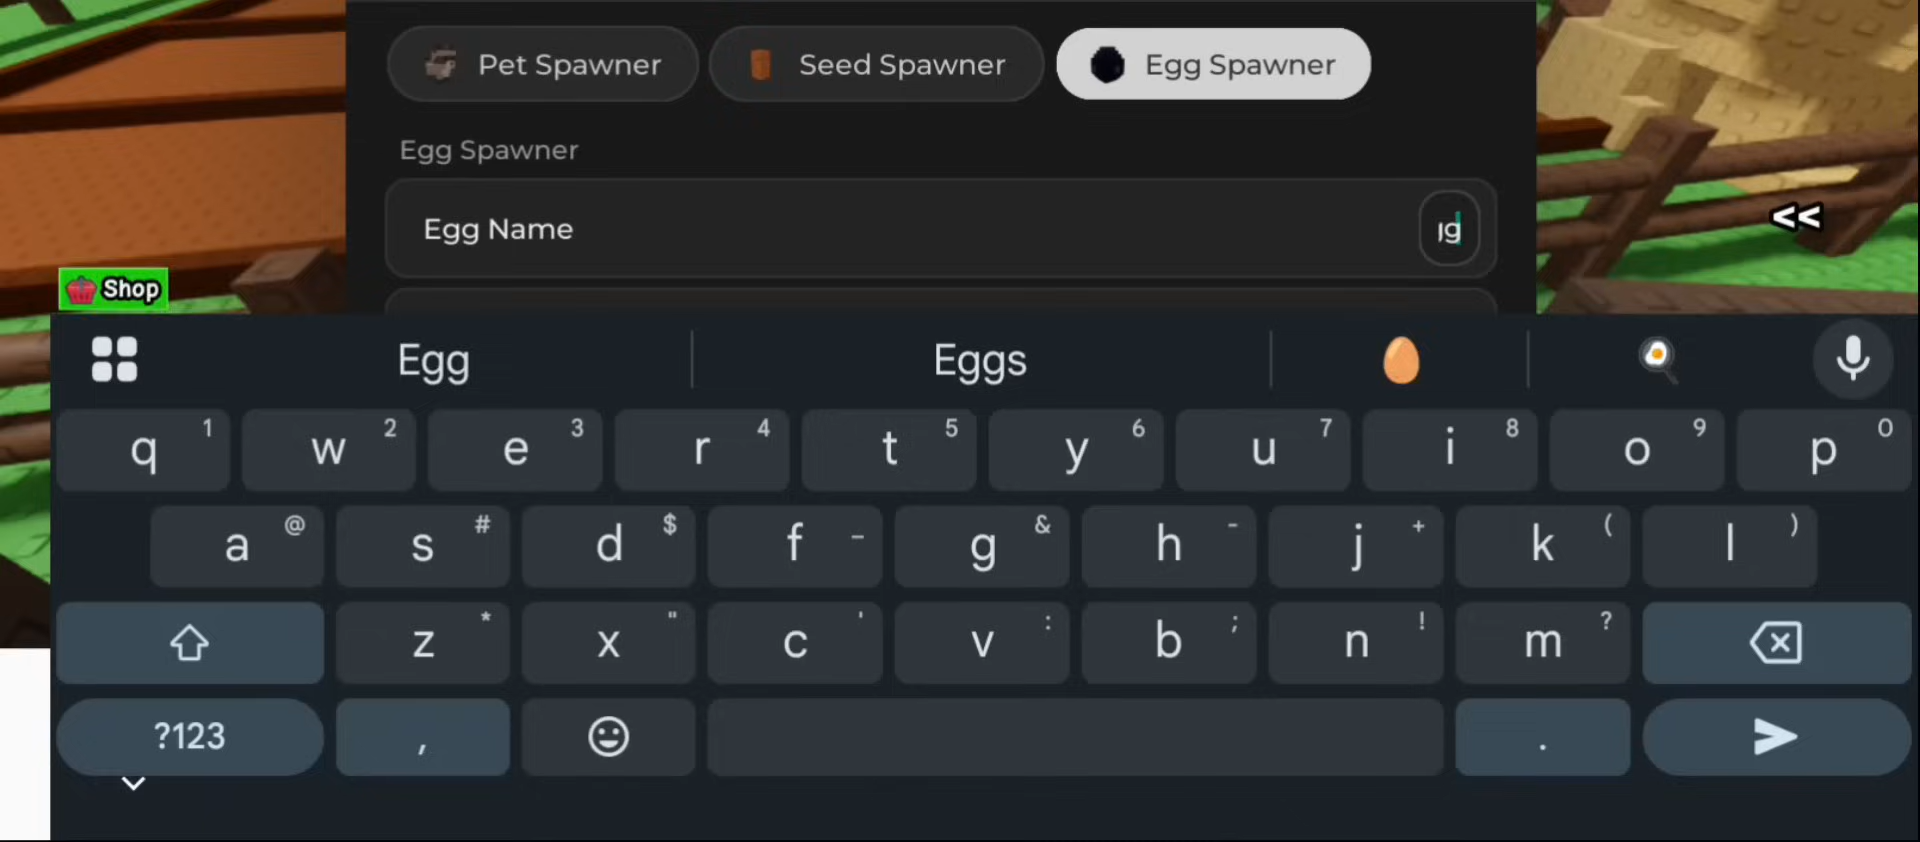 Pet Spawner Seed Spawner Egg Spawner
Egg Spawner
Egg Name
<<
Shop
Egg Eggs
q 1 w 2 e 3 r 4 t 5 y 6 u 7 i 8 o 9 p 0
a @ s # d $ f _ g & h - j + k ( l )
z * x " c ' v : b ; n ! m ?
?123 , .